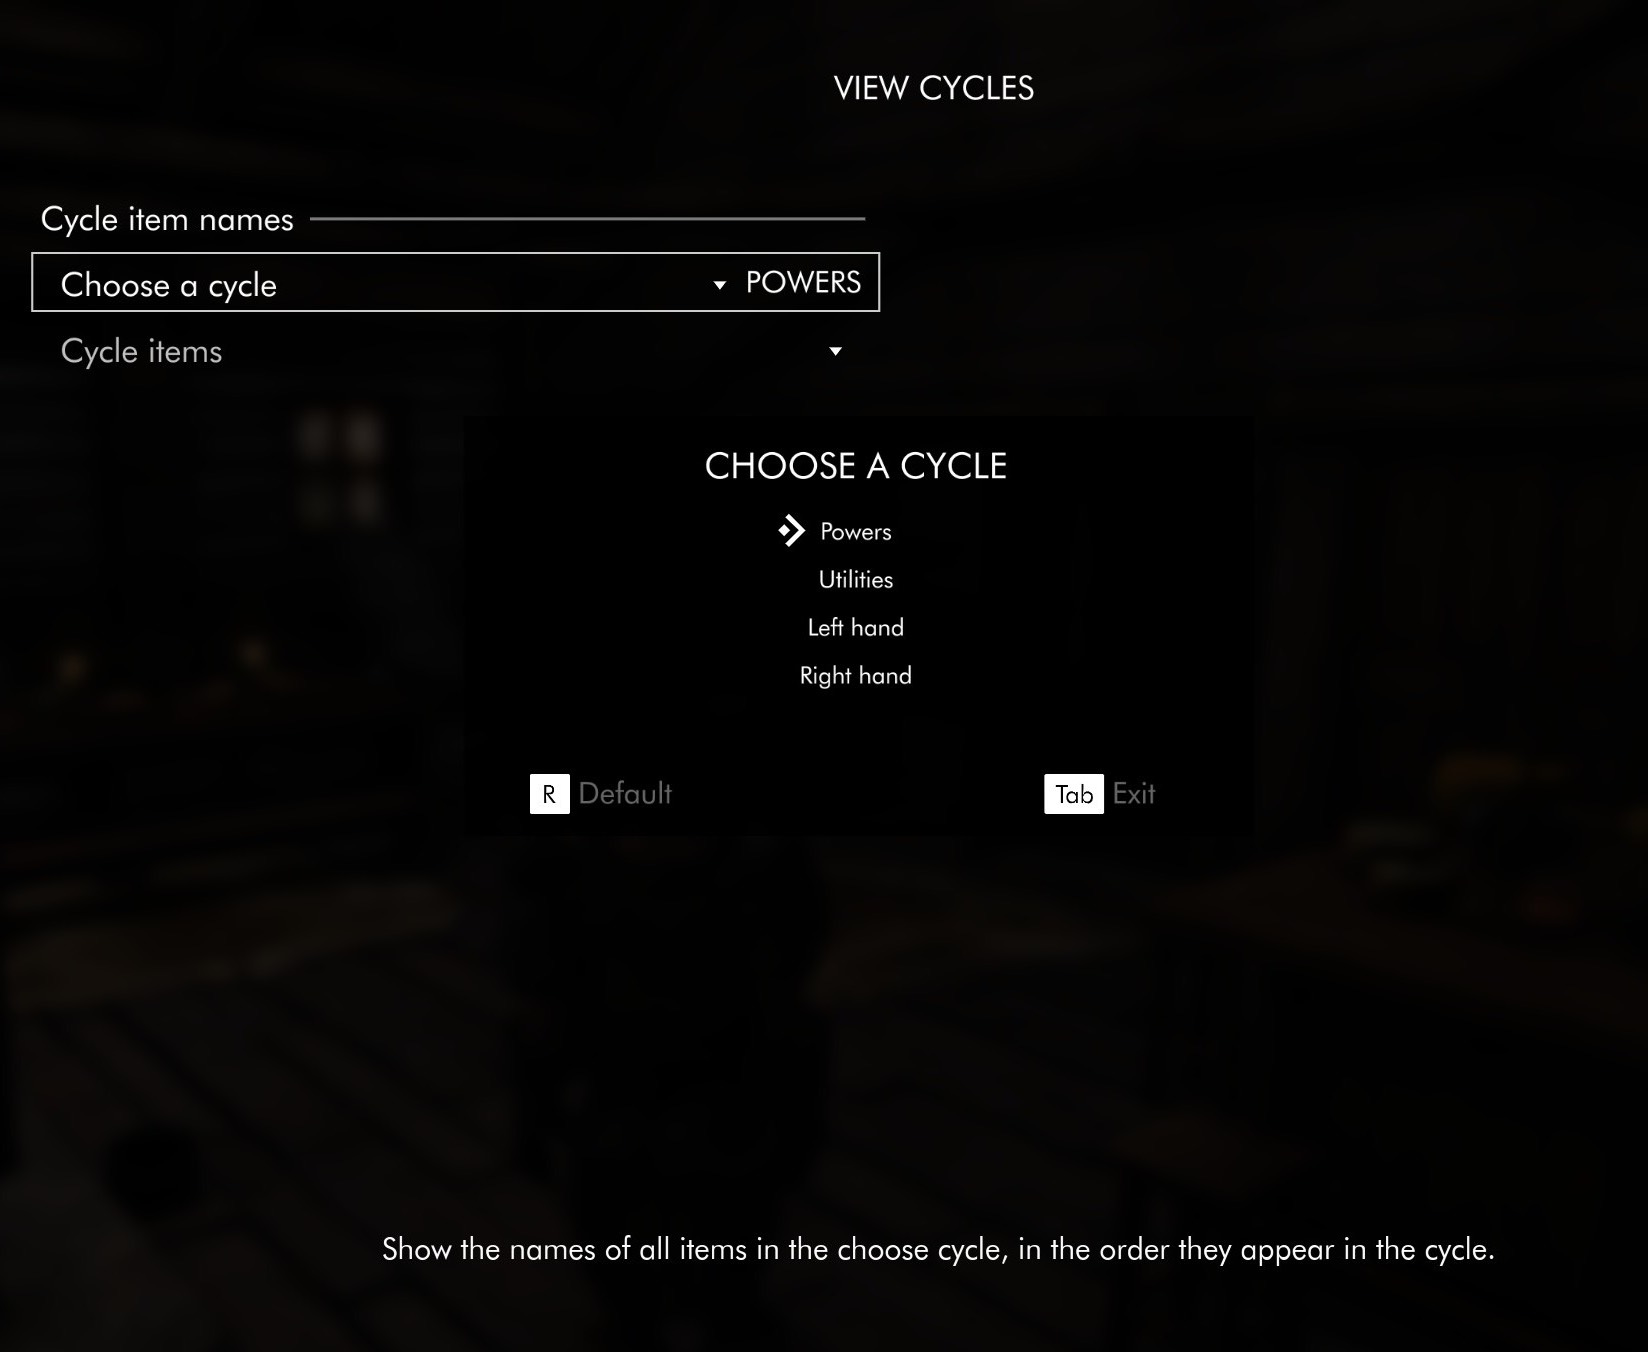 VIEW CYCLES
Cycle item names
Choose a cycle POWERS
Cycle items
CHOOSE A CYCLE
Powers
Utilities
Left hand
Right hand
R Default Tab Exit
Show the names of all items in the choose cycle, in the order they appear in the cycle.